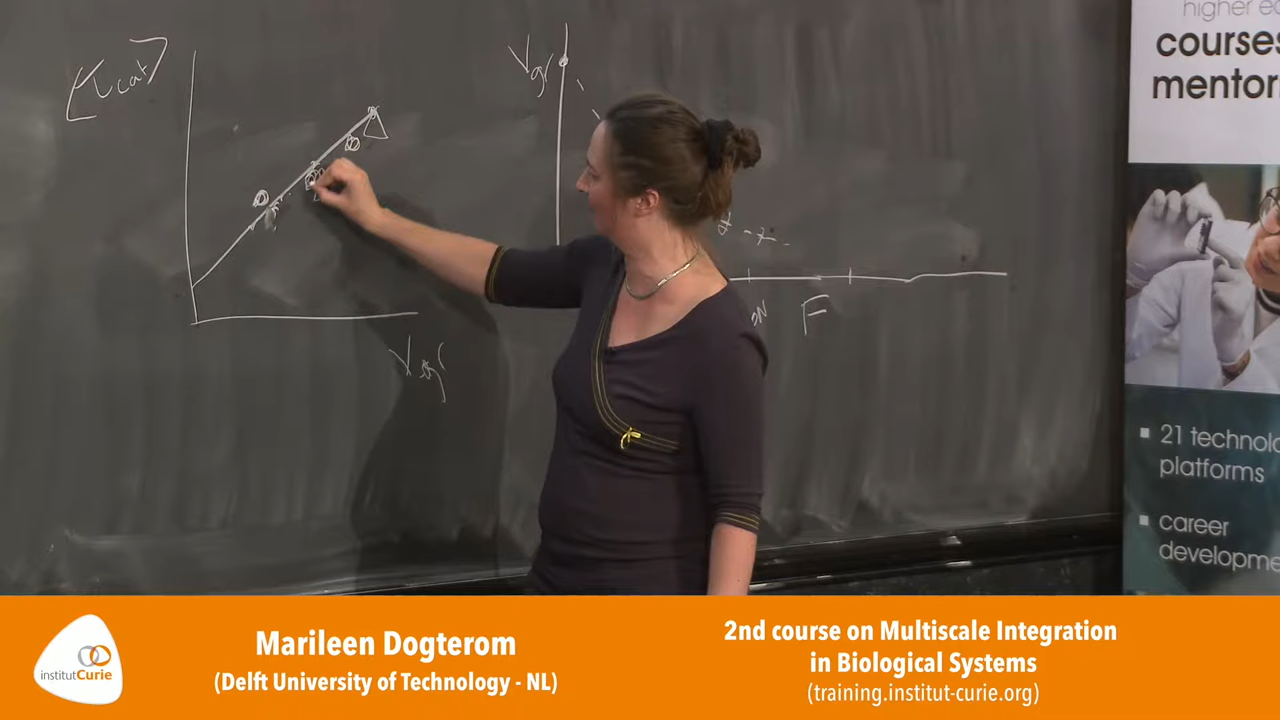 [τcat]
Vgr
Vgr
N
F
higher e
courses
mentor
21 technolo
platforms
career
developme
institutCurie
Marileen Dogterom
(Delft University of Technology - NL)
2nd course on Multiscale Integration
in Biological Systems
(training.institut-curie.org)